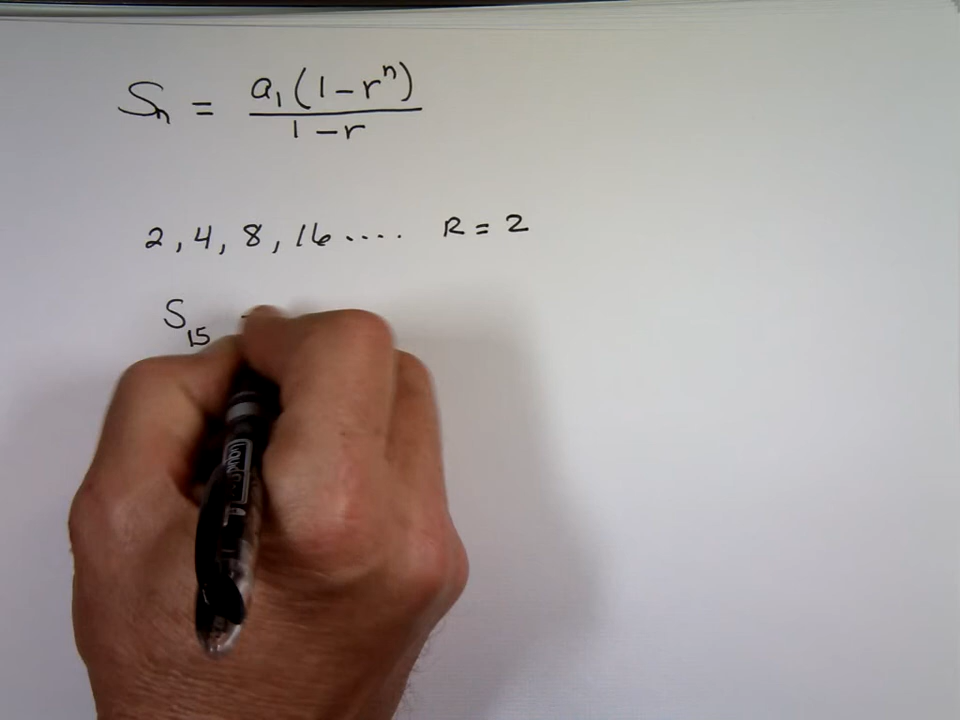 Sn = a1(1-r^n) / 1-r
2, 4, 8, 16 .... R = 2
S15